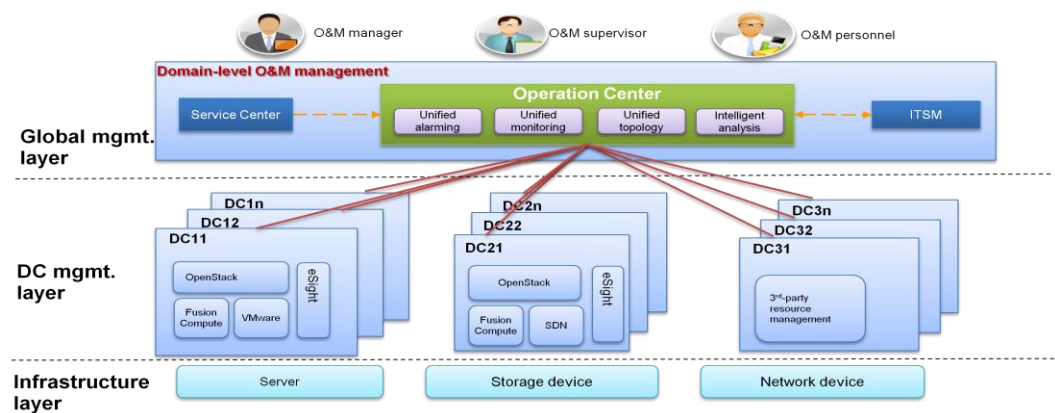 O&M manager
O&M supervisor
O&M personnel
Domain-level O&M management
Operation Center
Service Center
Unified
alarming
Unified
monitoring
Unified
topology
Intelligent
analysis
ITSM
Global mgmt.
layer
DC1n
DC12
DC11
OpenStack
Fusion
Compute
VMware
eSight
DC2n
DC22
DC21
OpenStack
Fusion
Compute
SDN
eSight
DC3n
DC32
DC31
3rd-party
resource
management
DC mgmt.
layer
Infrastructure
layer
Server
Storage device
Network device